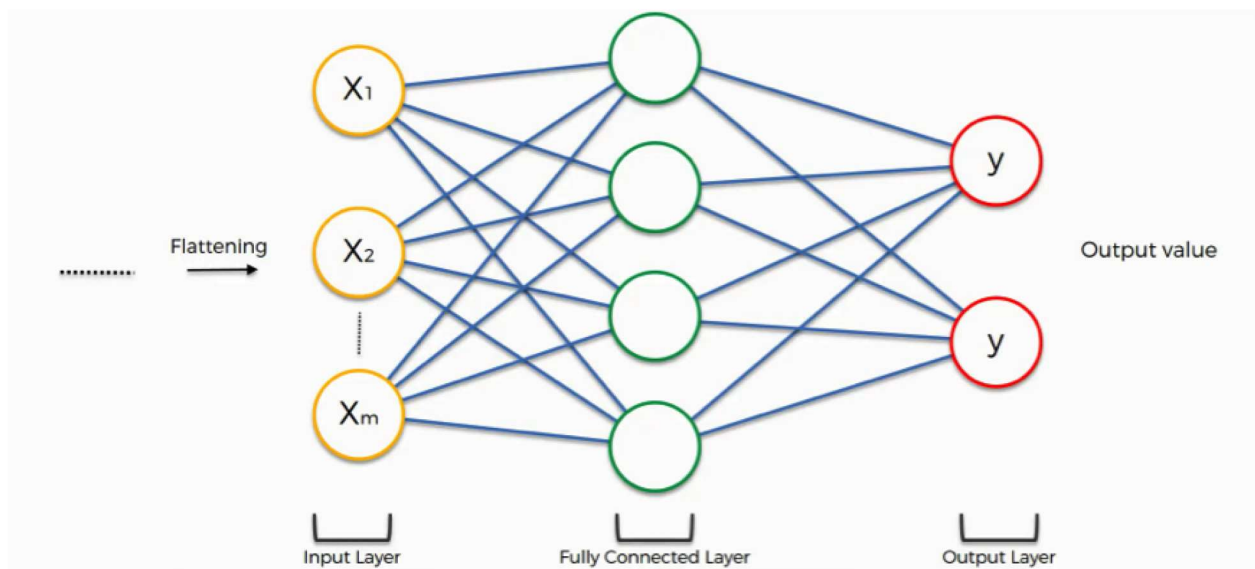 Flattening
X1
X2
Xm
y
y
Output value
Input Layer
Fully Connected Layer
Output Layer